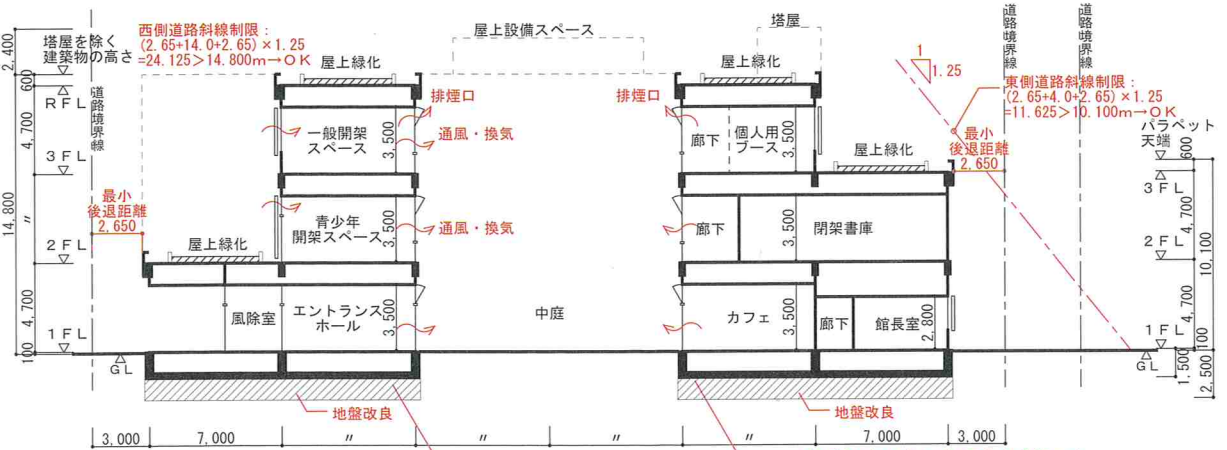 西側道路斜線制限：
(2.65+14.0+2.65)×1.25
=24.125>14.800m→OK
塔屋を除く
建築物の高さ
道路境界線
屋上設備スペース
塔屋
道路境界線
道路境界線
屋上緑化
屋上緑化
1
1.25
東側道路斜線制限：
(2.65+4.0+2.65)×1.25
=11.625>10.100m→OK
パラペット
天端
排煙口
排煙口
一般開架
スペース
3,500
通風・換気
廊下
個人用
ブース
3,500
屋上緑化
最小
後退距離
2,650
最小
後退距離
2,650
青少年
開架スペース
3,500
通風・換気
廊下
3,500
閉架書庫
屋上緑化
風除室
エントランス
ホール
3,500
中庭
カフェ
3,500
廊下
館長室
2,800
2,400
600
RFL
4,700
3FL
14,800
〃
2FL
4,700
1FL
100
GL
600
3FL
4,700
2FL
10,100
4,700
1FL
100
GL
1,500
2,500
地盤改良
地盤改良
3,000
7,000
〃
〃
〃
〃
7,000
3,000